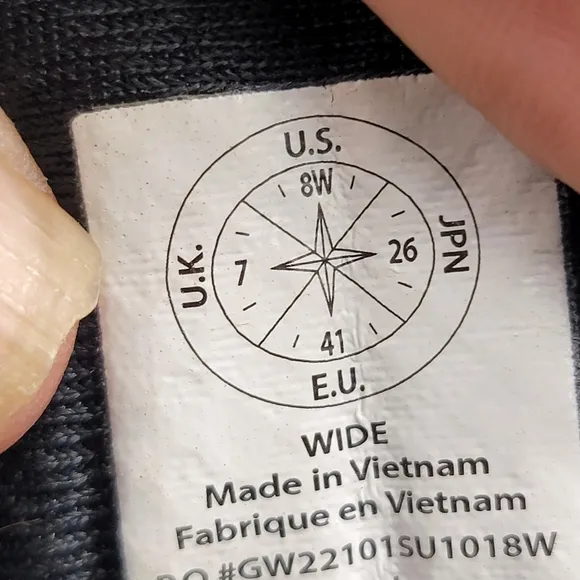 U.S.
8W
U.K.
7
26
JPN
41
E.U.
WIDE
Made in Vietnam
Fabrique en Vietnam
#GW22101SU1018W